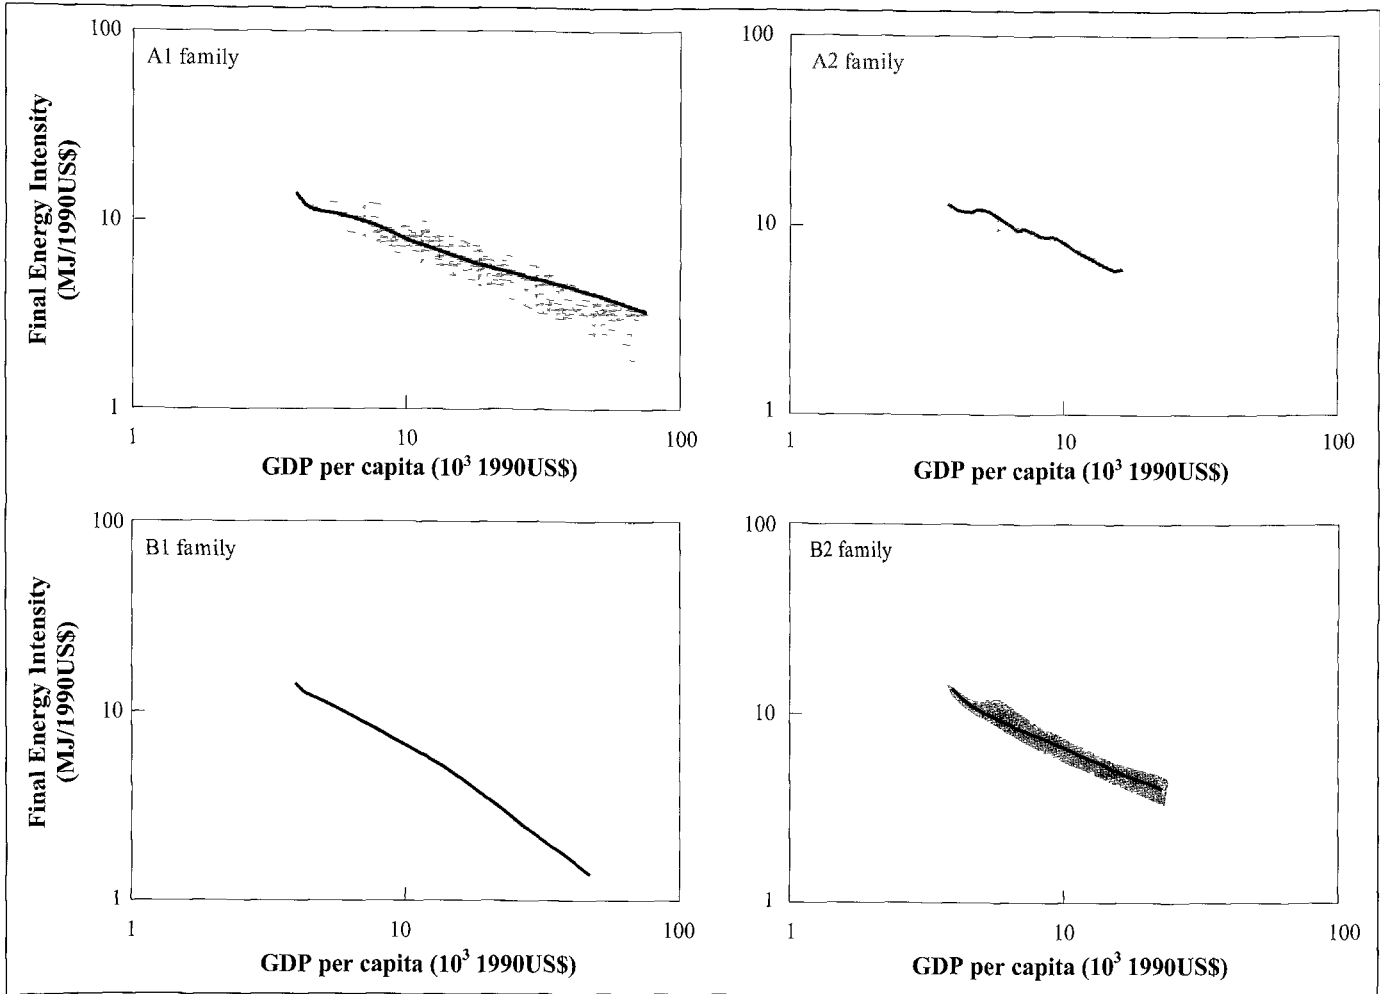 100
A1 family
10
1
1
10
100
Final Energy Intensity
(MJ/1990US$)
GDP per capita (10³ 1990US$)
100
A2 family
10
1
1
10
100
GDP per capita (10³ 1990US$)
100
B1 family
10
1
1
10
100
Final Energy Intensity
(MJ/1990US$)
GDP per capita (10³ 1990US$)
100
B2 family
10
1
1
10
100
GDP per capita (10³ 1990US$)